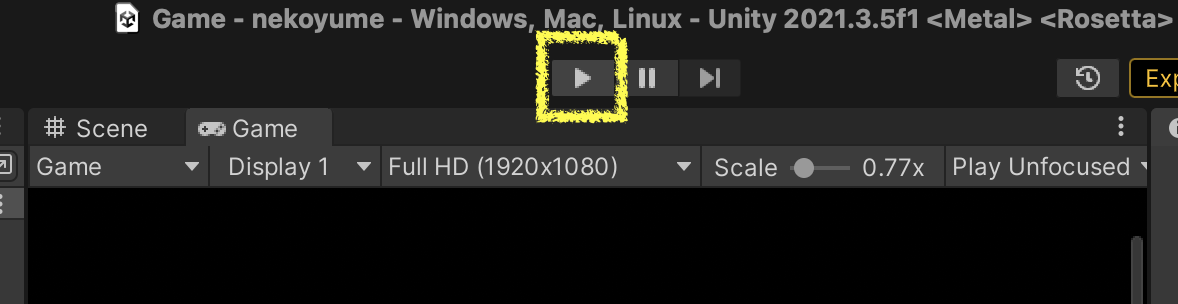 Game - nekoyume - Windows, Mac, Linux - Unity 2021.3.5f1 <Metal> <Rosetta>
Exp
Scene
Game
Game
Display 1
Full HD (1920x1080)
Scale
0.77x
Play Unfocused